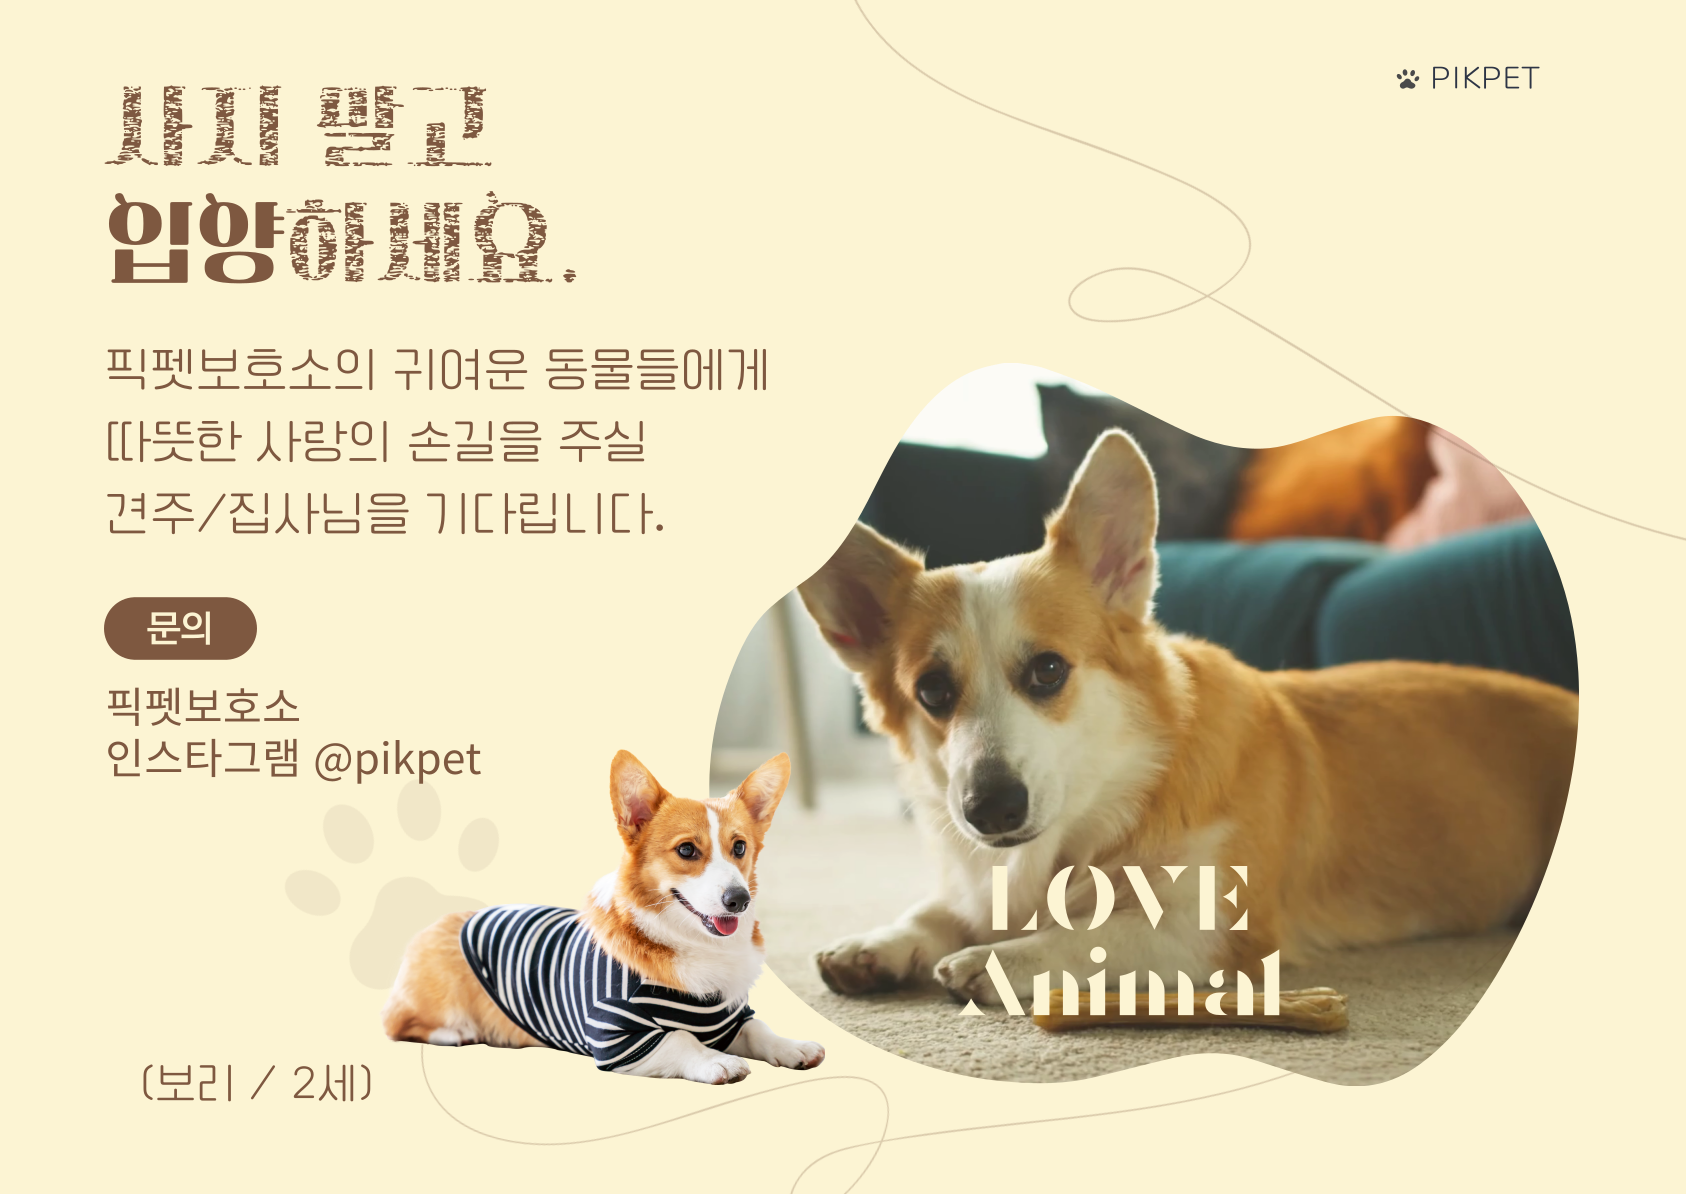 사지 말고
입양하세요.
PIKPET
픽펫보호소의 귀여운 동물들에게
따뜻한 사랑의 손길을 주실
견주/집사님을 기다립니다.
문의
픽펫보호소
인스타그램 @pikpet
LOVE
Animal
(보리 / 2세)